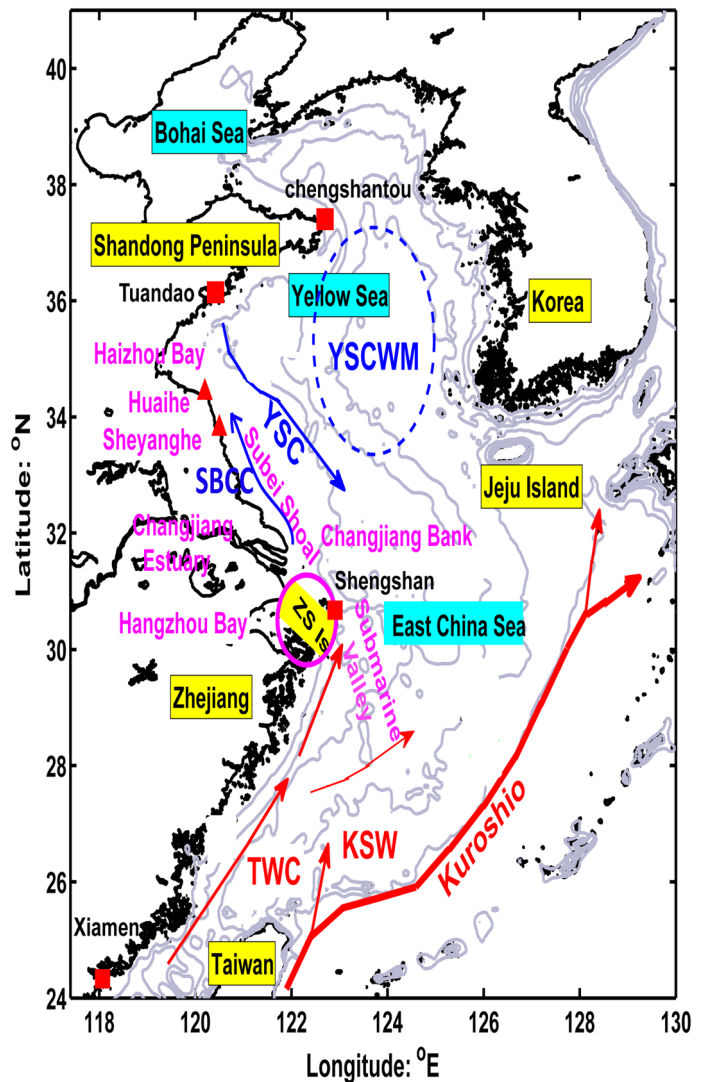 40
38
36
34
32
30
28
26
24
Latitude: °N
Bohai Sea
chengshantou
Shandong Peninsula
Tuandao
Yellow Sea
Korea
YSCWM
Haizhou Bay
Huaihe
Sheyanghe
YSC
SBCC
Subei Shoal
Jeju Island
Changjiang
Estuary
Changjiang Bank
Shengshan
ZS Is
Hangzhou Bay
East China Sea
Submarine
Valley
Zhejiang
Kuroshio
KSW
TWC
Xiamen
Taiwan
118
120
122
124
126
128
130
Longitude: °E